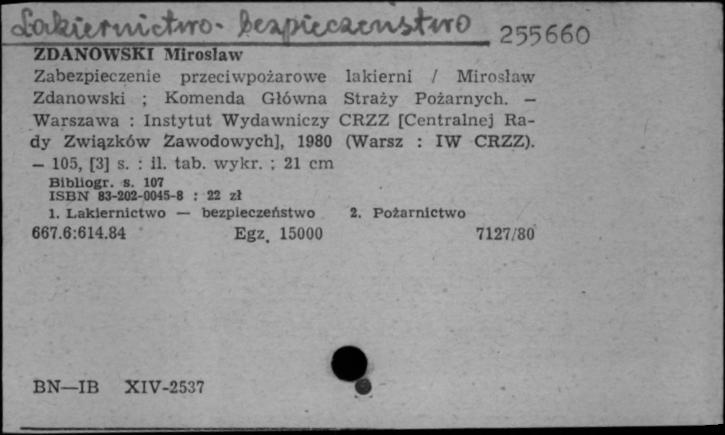 Lakiernictwo - bezpieczeństwo 255660
ZDANOWSKI Mirosław
Zabezpieczenie przeciwpożarowe lakierni / Mirosław
Zdanowski ; Komenda Główna Straży Pożarnych. —
Warszawa : Instytut Wydawniczy CRZZ [Centralnej Ra-
dy Związków Zawodowych], 1980 (Warsz : IW CRZZ).
— 105, [3] s. : il. tab. wykr. ; 21 cm
Bibliogr. s. 107
ISBN 83-202-0045-8 : 22 zł
1. Lakiernictwo — bezpieczeństwo 2. Pożarnictwo
667.6:614.84 Egz. 15000 7127/80
BN—IB XIV-2537